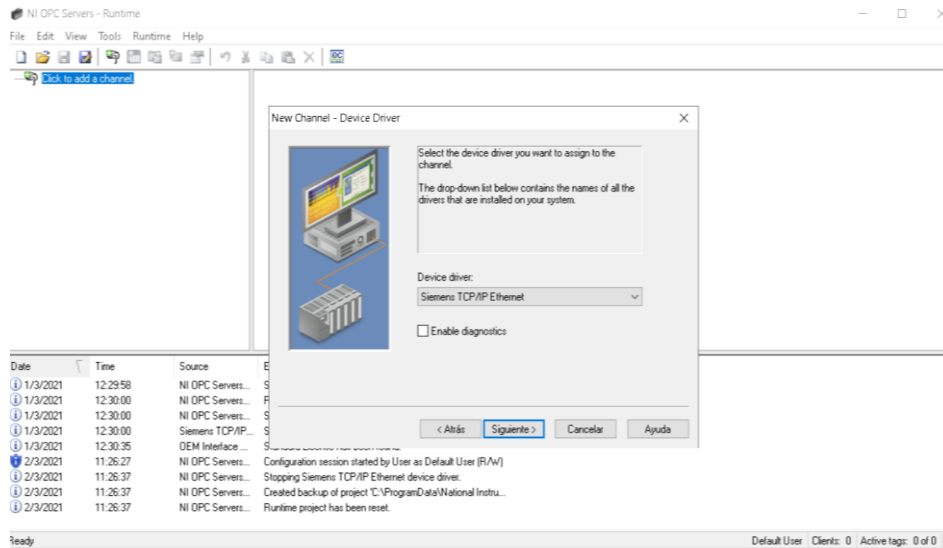 NI OPC Servers - Runtime
File Edit View Tools Runtime Help
Click to add a channel.
New Channel - Device Driver
Select the device driver you want to assign to the
channel.
The drop-down list below contains the names of all the
drivers that are installed on your system.
Device driver:
Siemens TCP/IP Ethernet
Enable diagnostics
< Atrás Siguiente > Cancelar Ayuda
Date Time Source E
1/3/2021 12:29:58 NI OPC Servers... S
1/3/2021 12:30:00 NI OPC Servers... F
1/3/2021 12:30:00 NI OPC Servers... S
1/3/2021 12:30:00 Siemens TCP/IP... S
1/3/2021 12:30:35 OEM Interface ...
2/3/2021 11:26:27 NI OPC Servers... Configuration session started by User as Default User (R/W)
2/3/2021 11:26:37 NI OPC Servers... Stopping Siemens TCP/IP Ethernet device driver.
2/3/2021 11:26:37 NI OPC Servers... Created backup of project 'C:\ProgramData\National Instru...
2/3/2021 11:26:37 NI OPC Servers... Runtime project has been reset.
Ready Default User Clients: 0 Active tags: 0 of 0